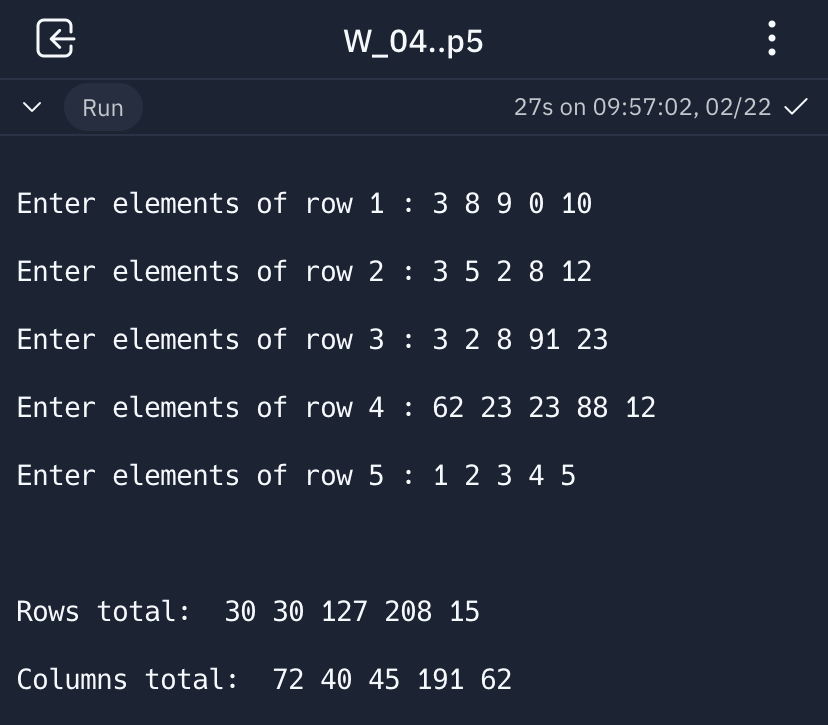 W_04..p5
Run 27s on 09:57:02, 02/22
Enter elements of row 1 : 3 8 9 0 10
Enter elements of row 2 : 3 5 2 8 12
Enter elements of row 3 : 3 2 8 91 23
Enter elements of row 4 : 62 23 23 88 12
Enter elements of row 5 : 1 2 3 4 5
Rows total:  30 30 127 208 15
Columns total:  72 40 45 191 62